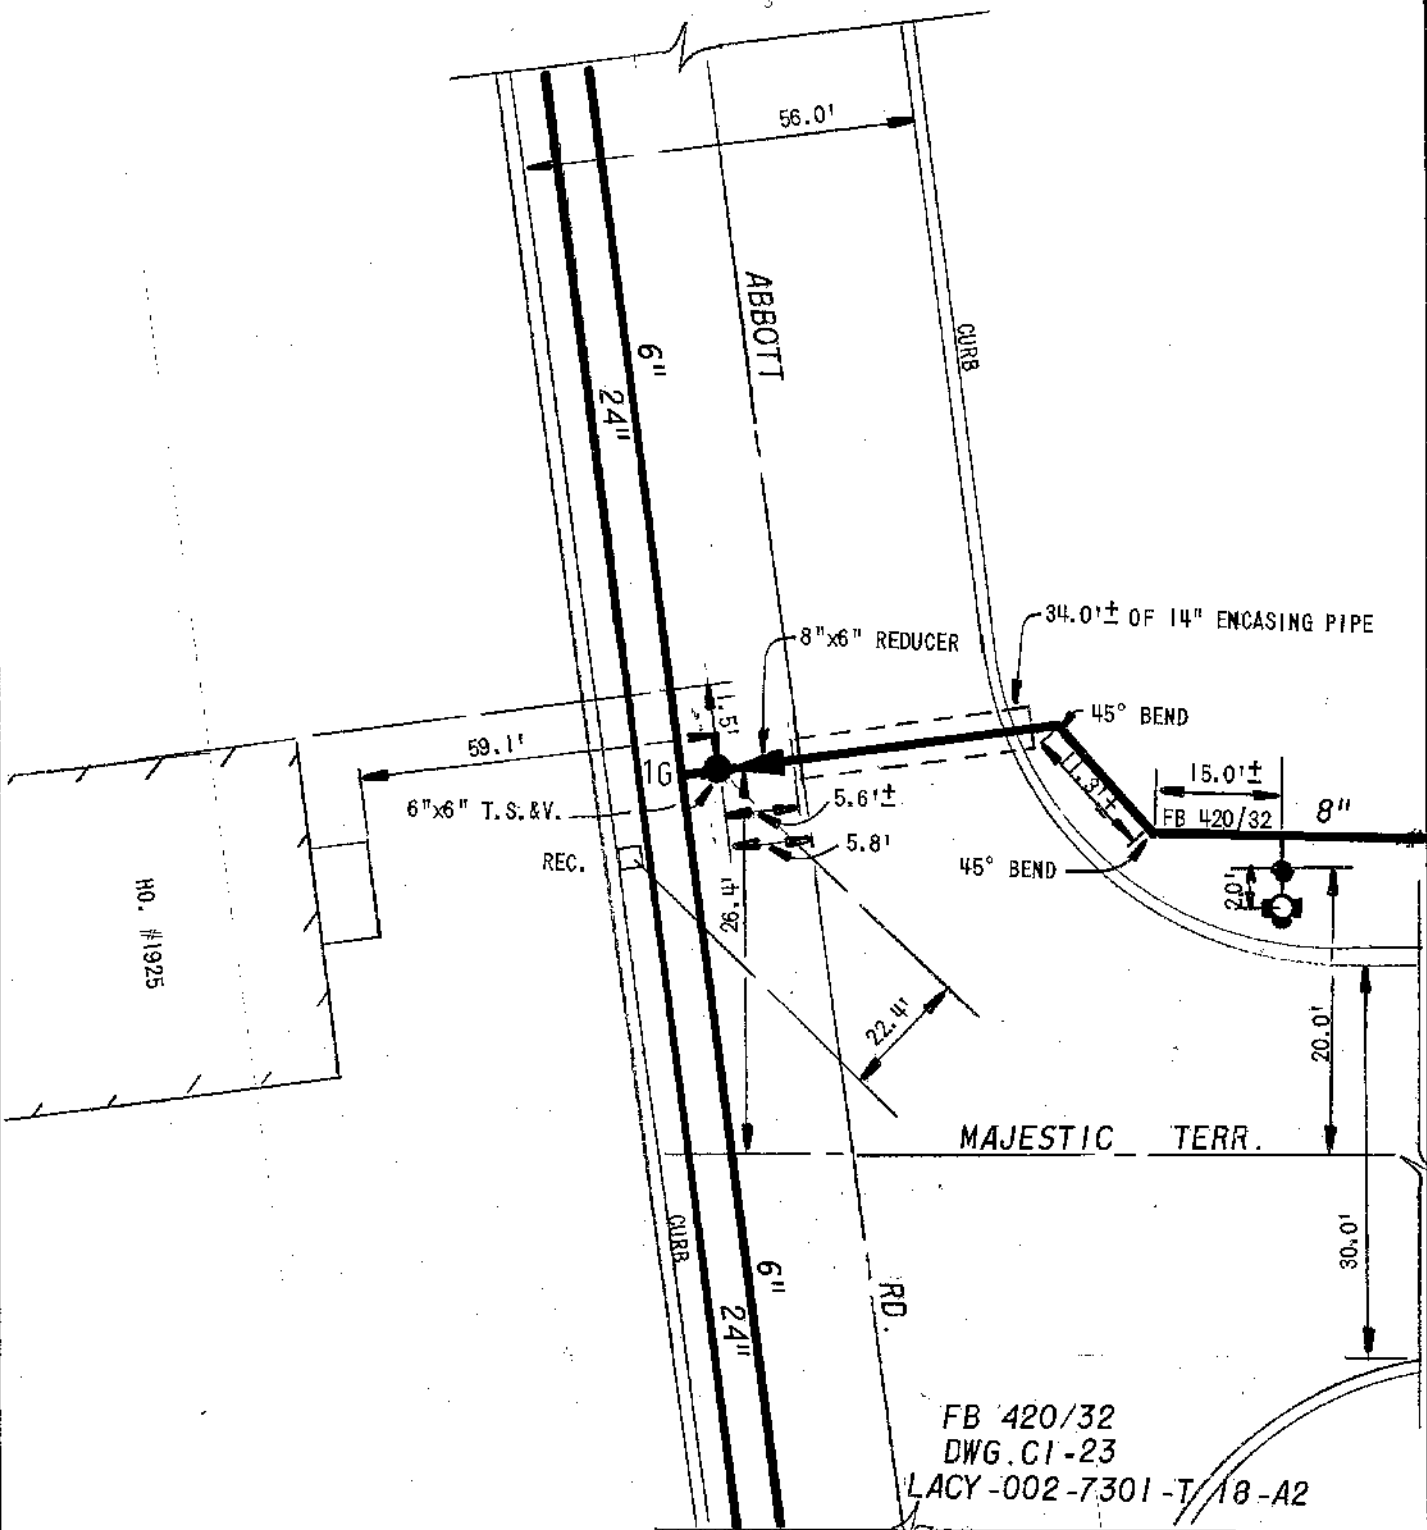 56.0'
ABBOTT
CURB
6"
24"
34.0'± OF 14" ENCASING PIPE
8"x6" REDUCER
45° BEND
1.5'
59.1'
1G
11.3'±
15.0'±
FB 420/32
8"
6"x6" T.S.&V.
5.6'±
5.8'
REC.
45° BEND
2.0'
HO. #1925
26.4'
22.4'
20.0'
MAJESTIC TERR.
CURB
30.0'
6"
24"
RD.
FB 420/32
DWG.C1-23
LACY-002-7301-T 18-A2